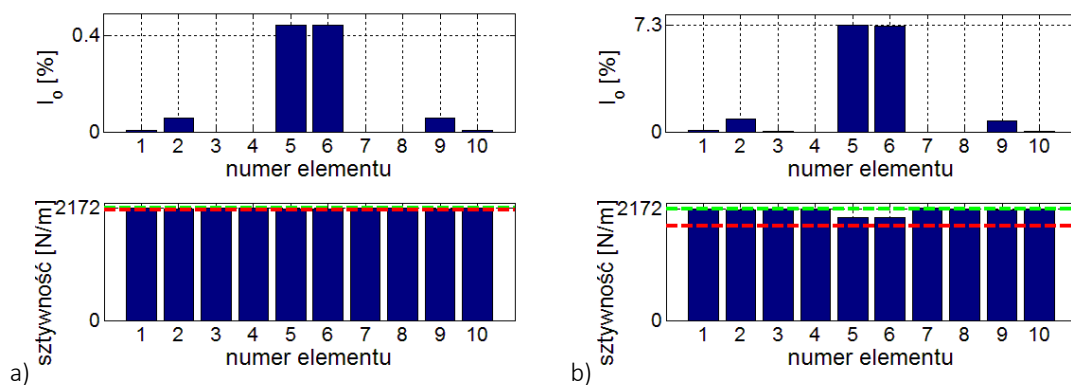 I_o [%]
0.4
0
1 2 3 4 5 6 7 8 9 10
numer elementu
sztywność [N/m]
2172
0
1 2 3 4 5 6 7 8 9 10
numer elementu
a)
I_o [%]
7.3
0
1 2 3 4 5 6 7 8 9 10
numer elementu
sztywność [N/m]
2172
0
1 2 3 4 5 6 7 8 9 10
numer elementu
b)